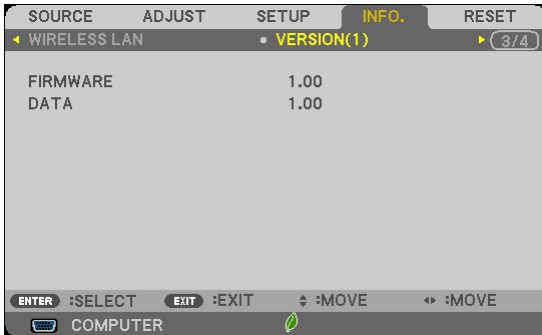 SOURCE ADJUST SETUP INFO. RESET
WIRELESS LAN VERSION(1) 3/4
FIRMWARE 1.00
DATA 1.00
ENTER :SELECT EXIT :EXIT :MOVE :MOVE
COMPUTER